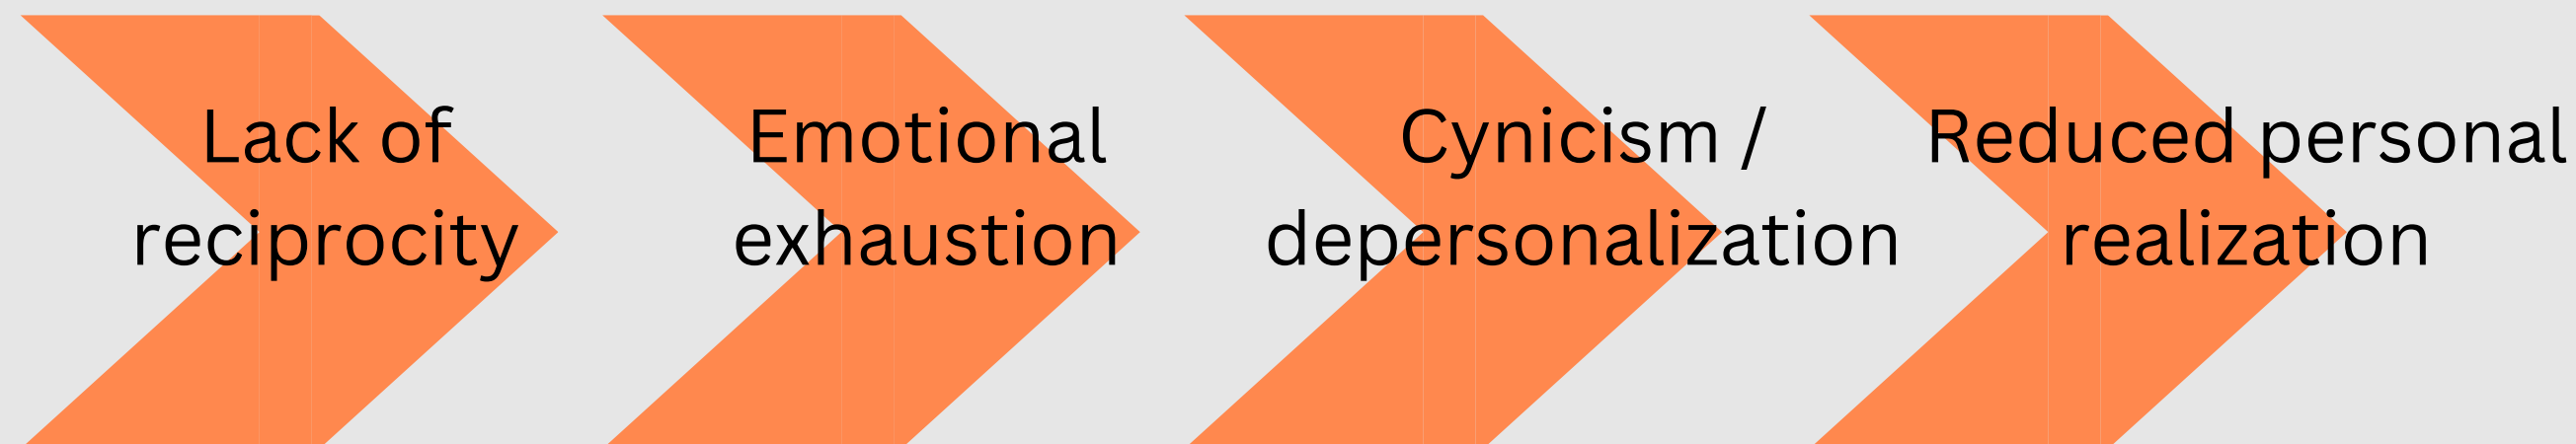 Lack of
reciprocity
Emotional
exhaustion
Cynicism /
depersonalization
Reduced personal
realization